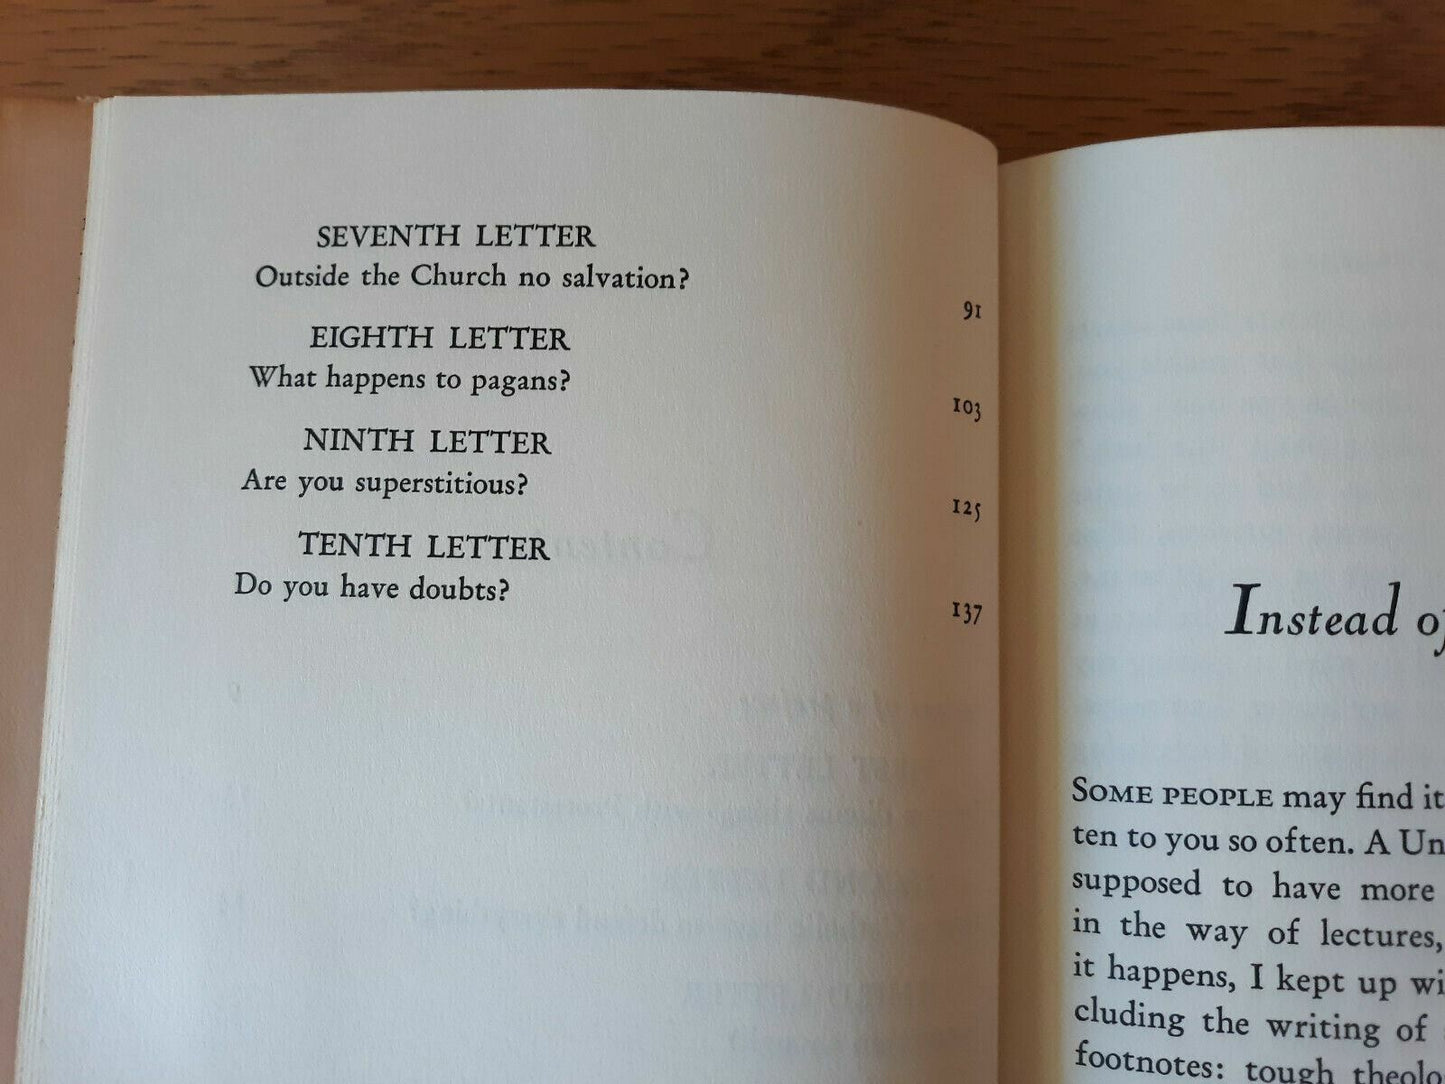 SEVENTH LETTER
Outside the Church no salvation?
91
EIGHTH LETTER
What happens to pagans?
103
NINTH LETTER
Are you superstitious?
125
TENTH LETTER
Do you have doubts?
137
Instead of
SOME PEOPLE may find it
ten to you so often. A Un
supposed to have more
in the way of lectures,
it happens, I kept up wi
cluding the writing of
footnotes: tough theolo